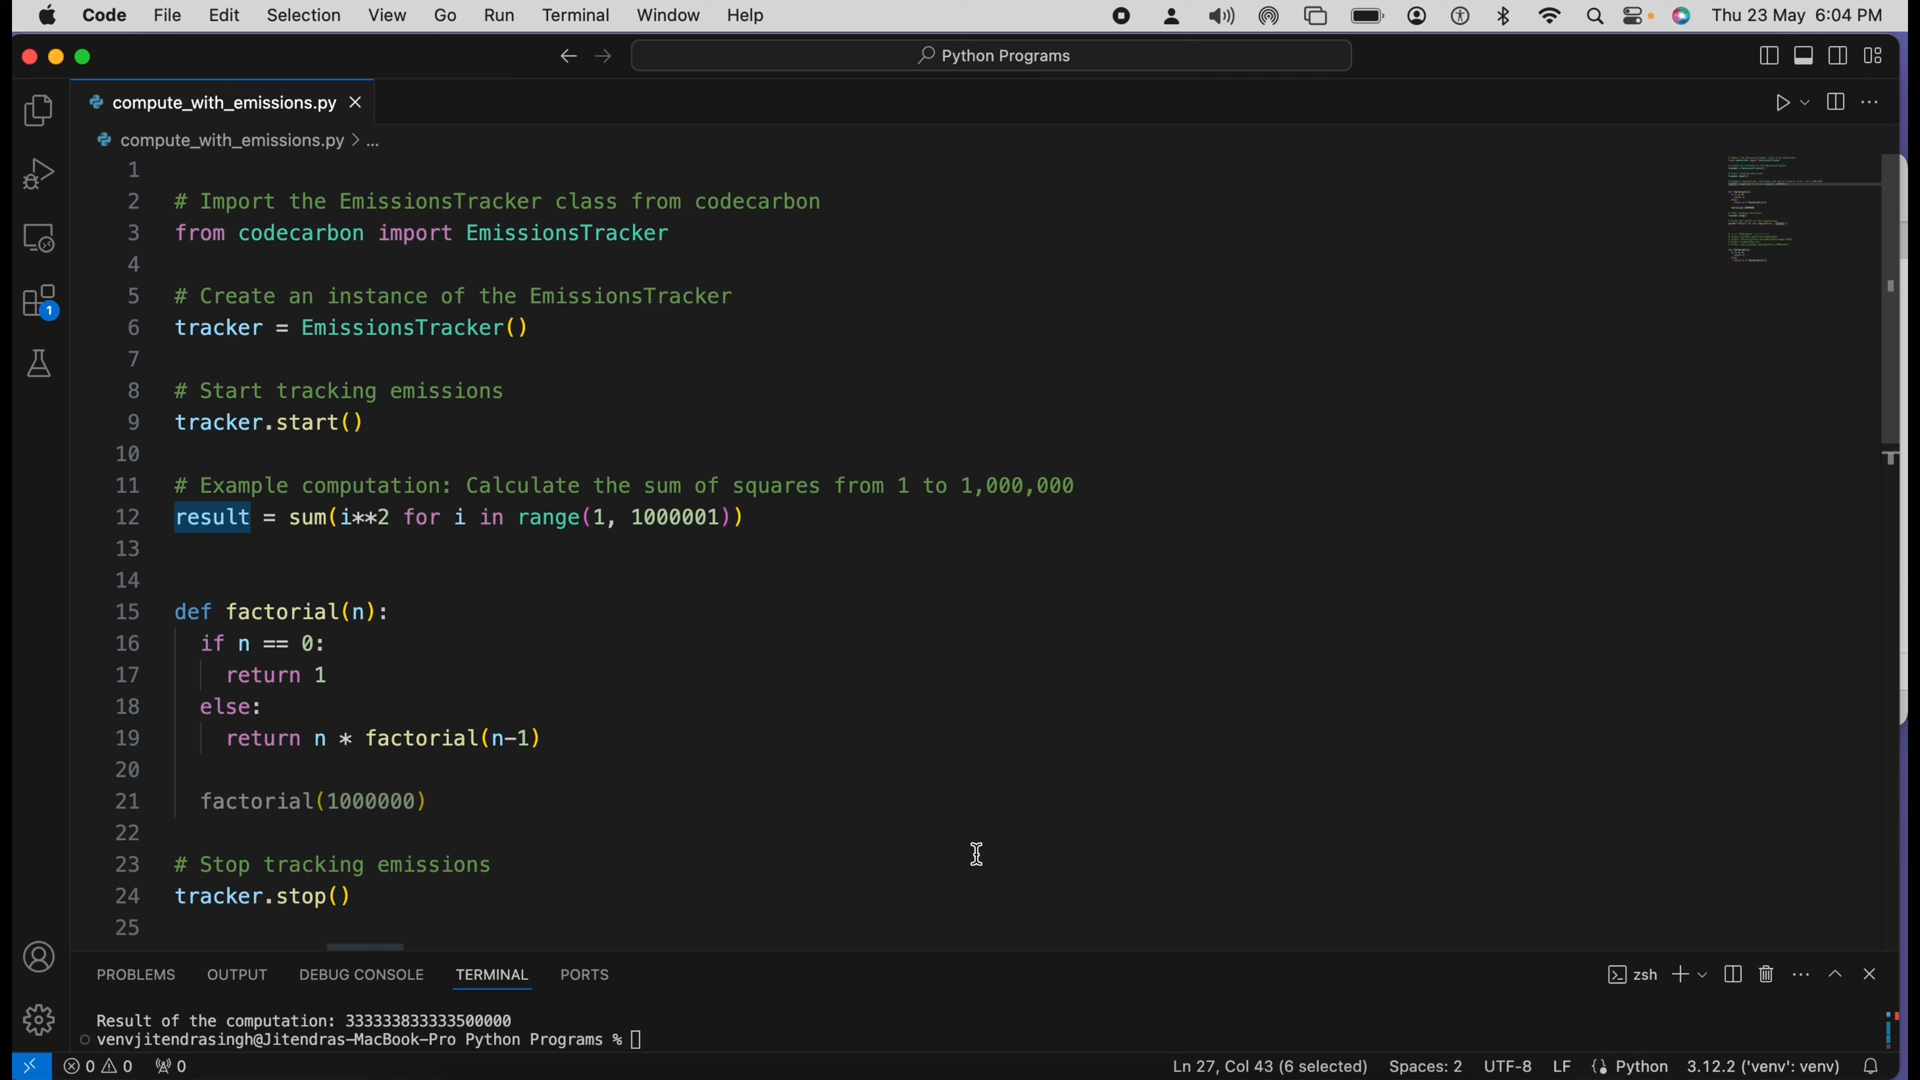 Code File Edit Selection View Go Run Terminal Window Help Thu 23 May 6:04 PM
Python Programs
compute_with_emissions.py
compute_with_emissions.py > ...
1
2 # Import the EmissionsTracker class from codecarbon
3 from codecarbon import EmissionsTracker
4
5 # Create an instance of the EmissionsTracker
6 tracker = EmissionsTracker()
7
8 # Start tracking emissions
9 tracker.start()
10
11 # Example computation: Calculate the sum of squares from 1 to 1,000,000
12 result = sum(i**2 for i in range(1, 1000001))
13
14
15 def factorial(n):
16 if n == 0:
17 return 1
18 else:
19 return n * factorial(n-1)
20
21 factorial(1000000)
22
23 # Stop tracking emissions
24 tracker.stop()
25
1
PROBLEMS OUTPUT DEBUG CONSOLE TERMINAL PORTS zsh
Result of the computation: 333333833333500000
venvjitendrasingh@Jitendras-MacBook-Pro Python Programs %
0 0 0 Ln 27, Col 43 (6 selected) Spaces: 2 UTF-8 LF Python 3.12.2 ('venv': venv)